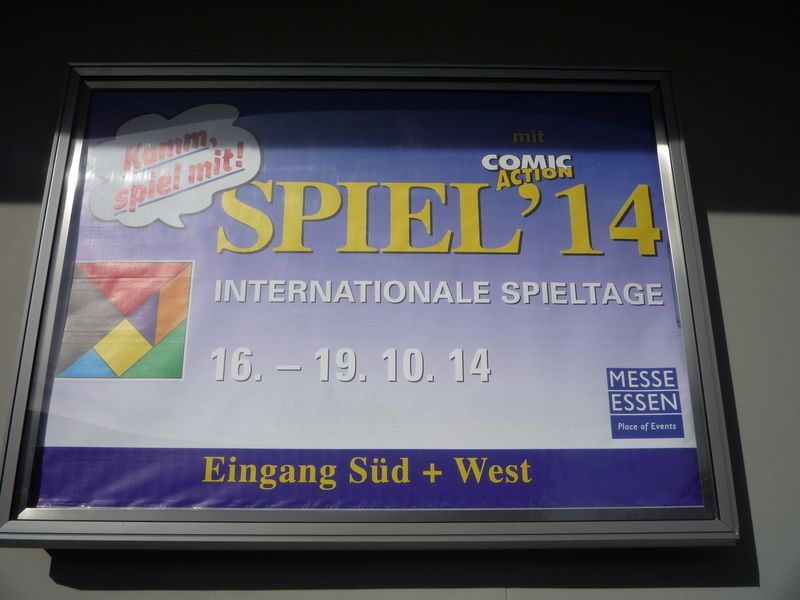 Komm,
spiel mit!
mit
COMIC
ACTION
SPIEL'14
INTERNATIONALE SPIELTAGE
16. – 19. 10. 14
MESSE
ESSEN
Place of Events
Eingang Süd + West